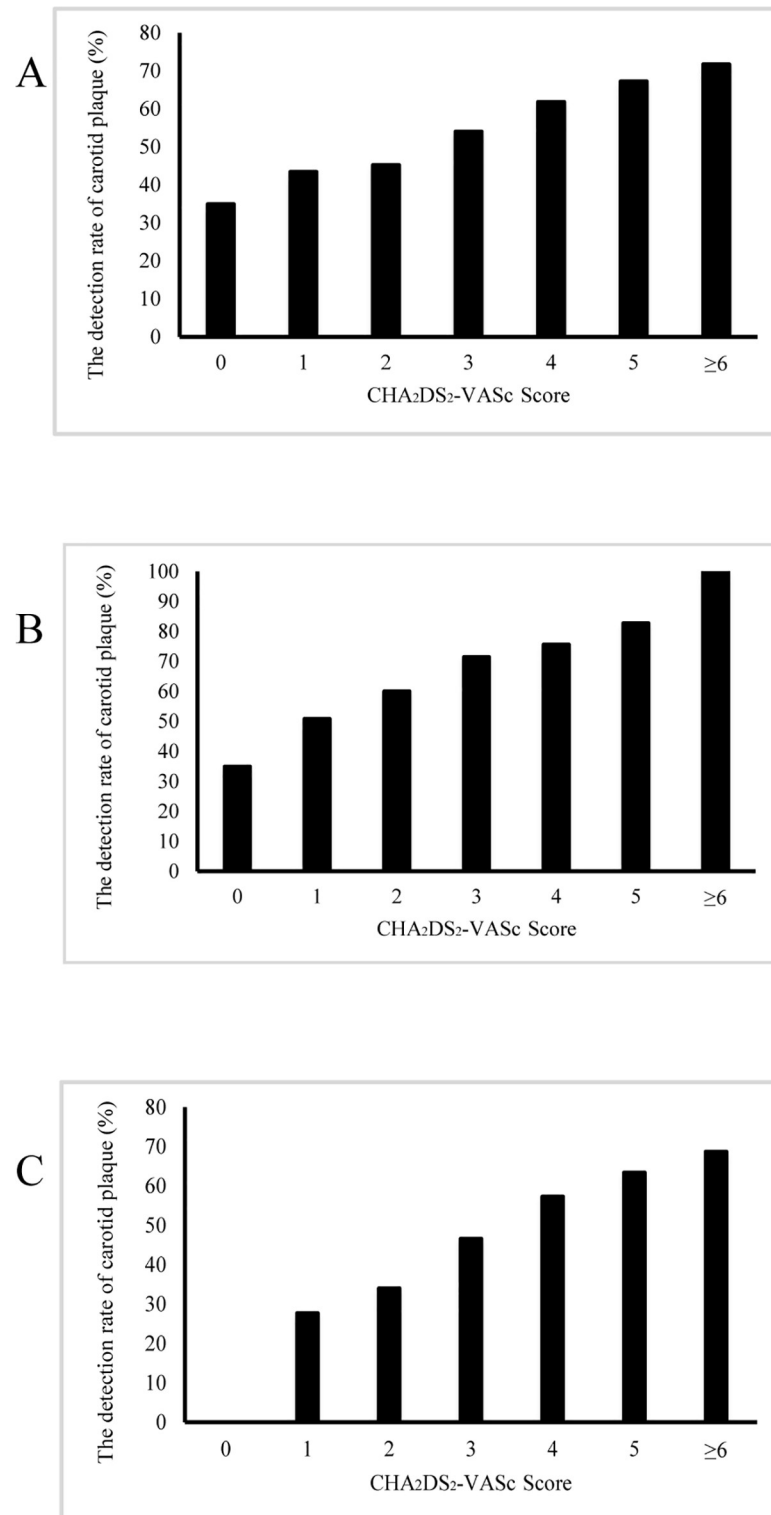 A
The detection rate of carotid plaque (%)
80
70
60
50
40
30
20
10
0
0 1 2 3 4 5 ≥6
CHA₂DS₂-VASc Score
B
The detection rate of carotid plaque (%)
100
90
80
70
60
50
40
30
20
10
0
0 1 2 3 4 5 ≥6
CHA₂DS₂-VASc Score
C
The detection rate of carotid plaque (%)
80
70
60
50
40
30
20
10
0
0 1 2 3 4 5 ≥6
CHA₂DS₂-VASc Score